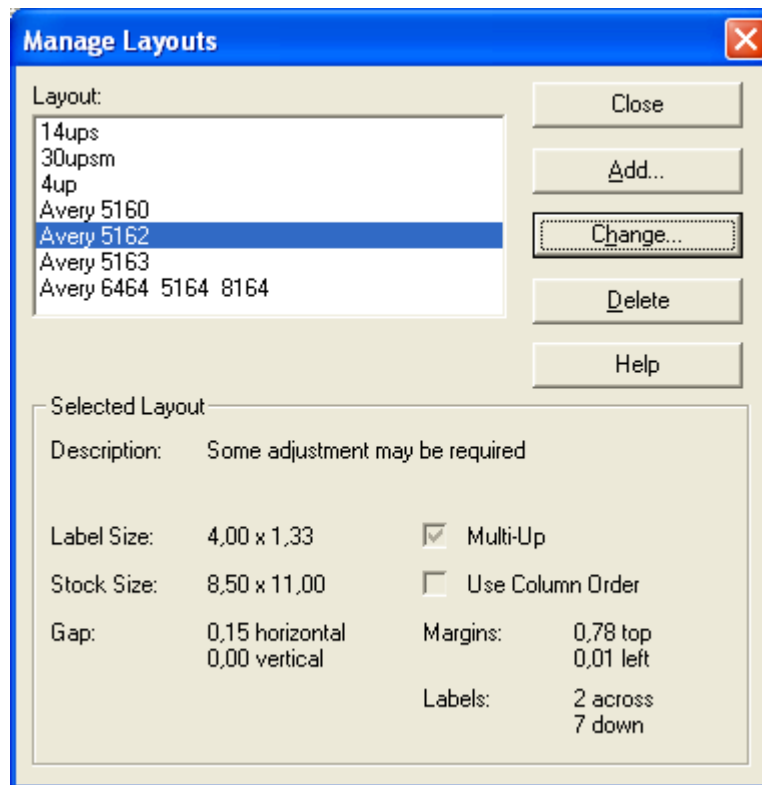 Manage Layouts
Layout:
14ups
30upsm
4up
Avery 5160
Avery 5162
Avery 5163
Avery 6464  5164  8164
Close
Add...
Change...
Delete
Help
Selected Layout
Description: Some adjustment may be required
Label Size: 4,00 x 1,33 Multi-Up
Stock Size: 8,50 x 11,00 Use Column Order
Gap: 0,15 horizontal Margins: 0,78 top
0,00 vertical 0,01 left
Labels: 2 across
7 down